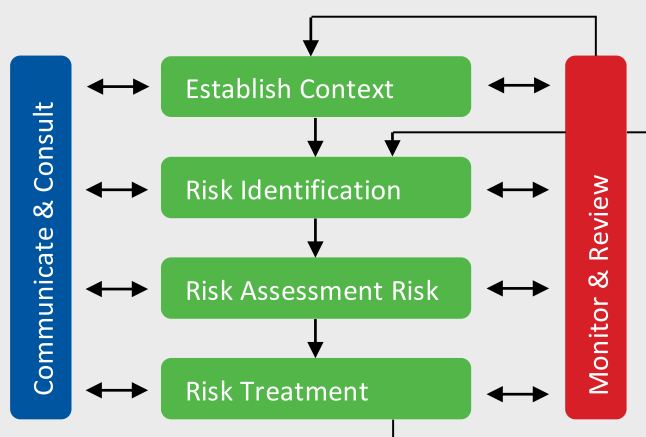 Communicate & Consult
Establish Context
Risk Identification
Risk Assessment Risk
Risk Treatment
Monitor & Review